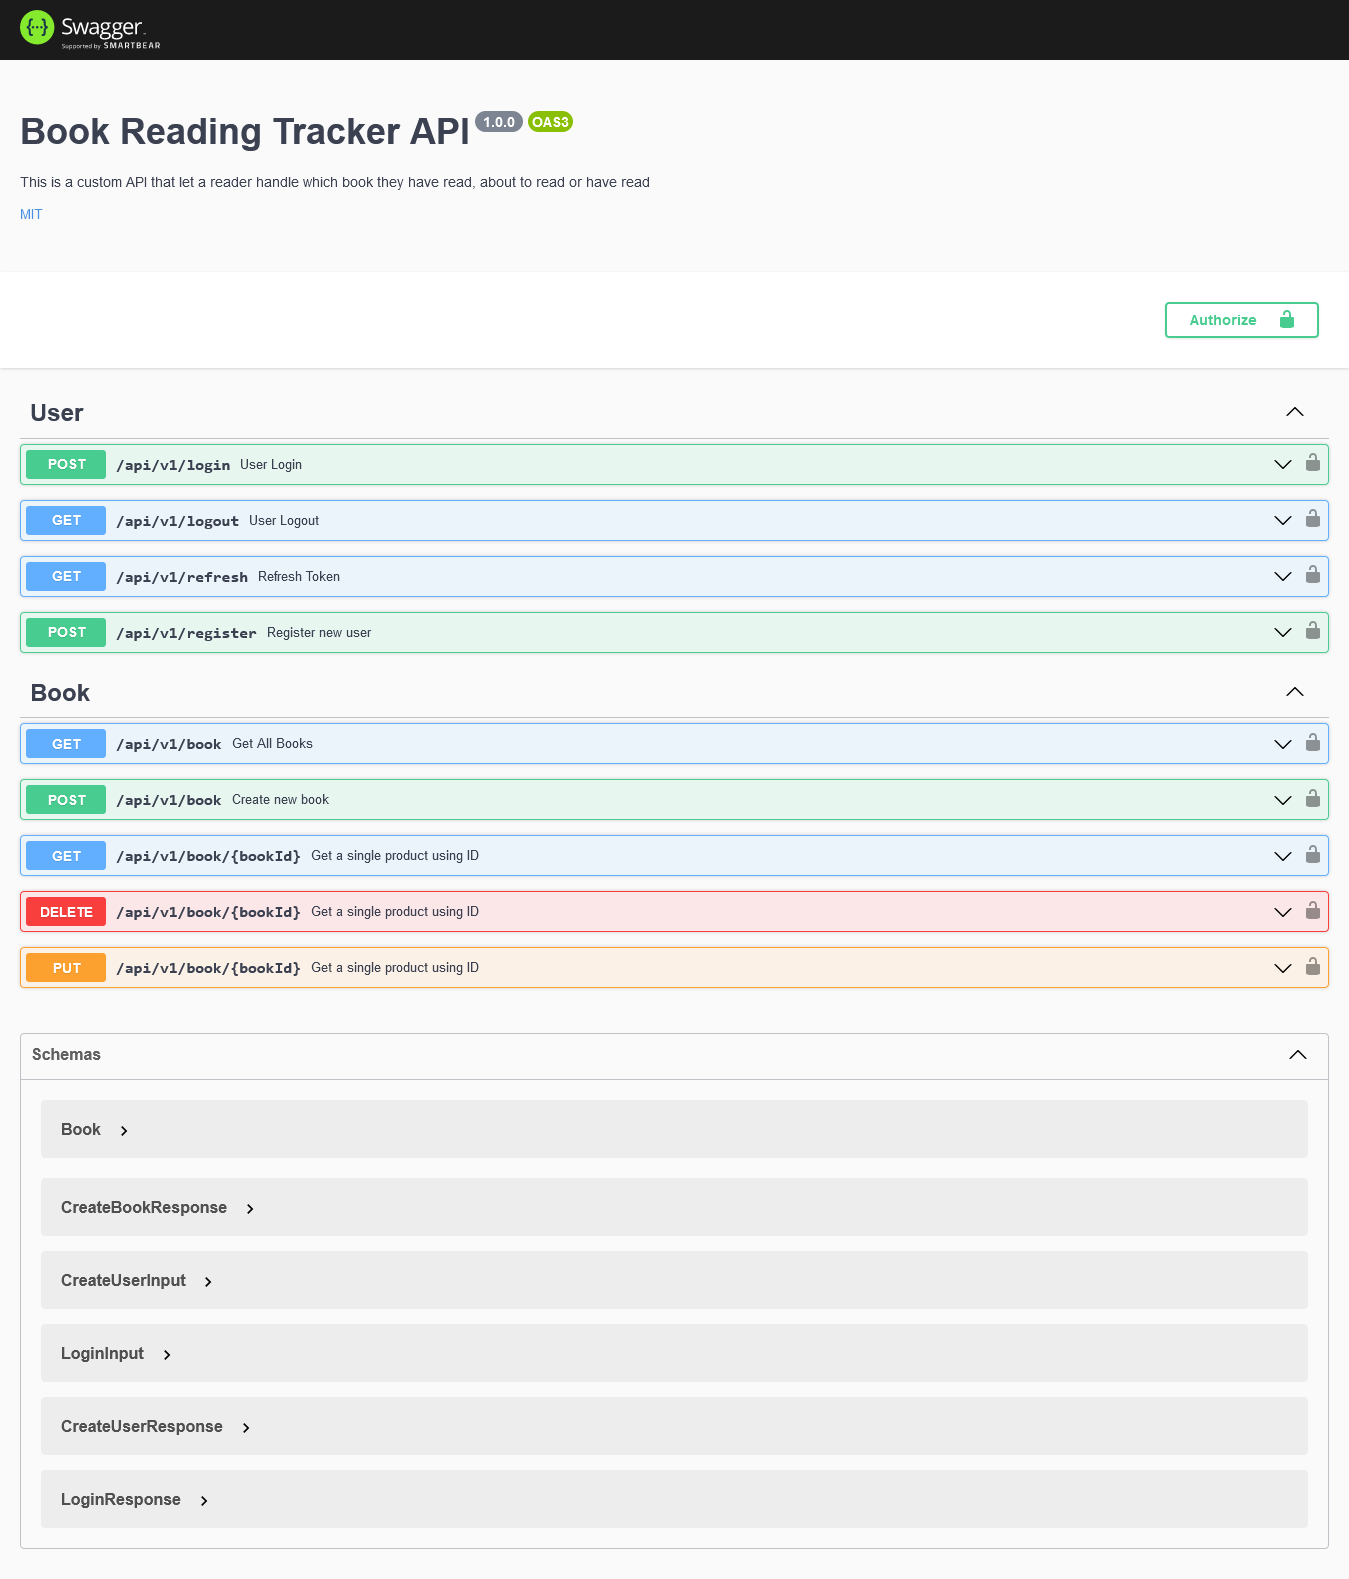 {···} Swagger
Supported by SMARTBEAR
Book Reading Tracker API 1.0.0 OAS3
This is a custom API that let a reader handle which book they have read, about to read or have read
MIT
Authorize
User
POST /api/v1/login User Login
GET /api/v1/logout User Logout
GET /api/v1/refresh Refresh Token
POST /api/v1/register Register new user
Book
GET /api/v1/book Get All Books
POST /api/v1/book Create new book
GET /api/v1/book/{bookId} Get a single product using ID
DELETE /api/v1/book/{bookId} Get a single product using ID
PUT /api/v1/book/{bookId} Get a single product using ID
Schemas
Book
CreateBookResponse
CreateUserInput
LoginInput
CreateUserResponse
LoginResponse